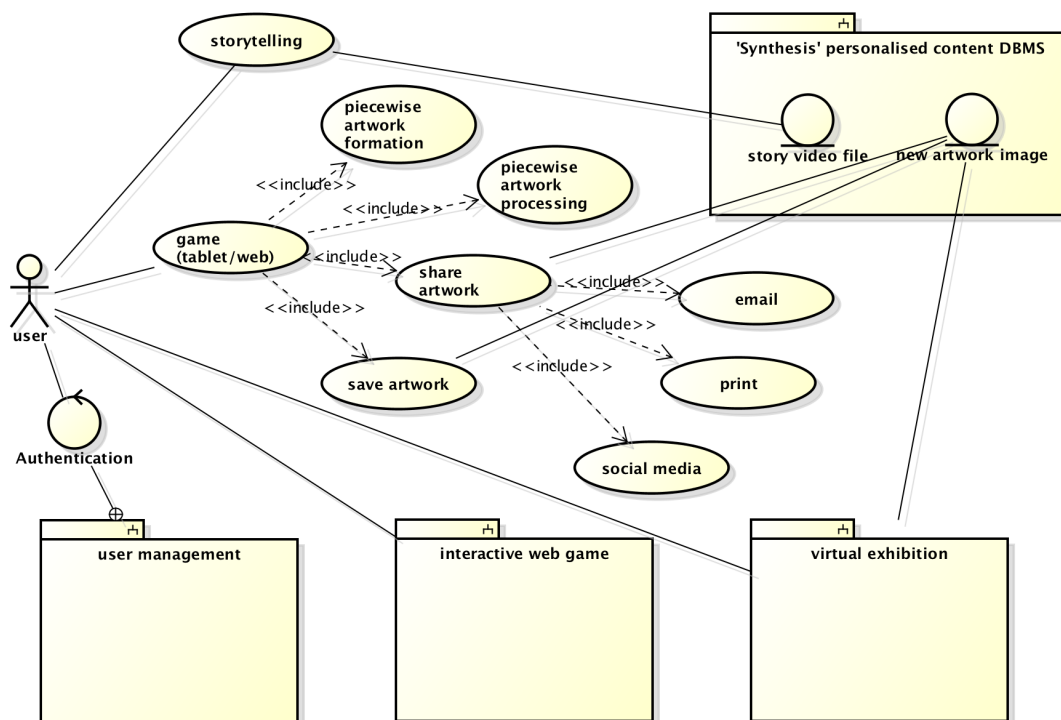 storytelling
'Synthesis' personalised content DBMS
piecewise
artwork
formation
story video file
new artwork image
piecewise
artwork
processing
<<include>>
<<include>>
game
(tablet/web)
<<include>>
share
artwork
<<include>>
email
<<include>>
<<include>>
user
<<include>>
save artwork
print
Authentication
social media
user management
interactive web game
virtual exhibition